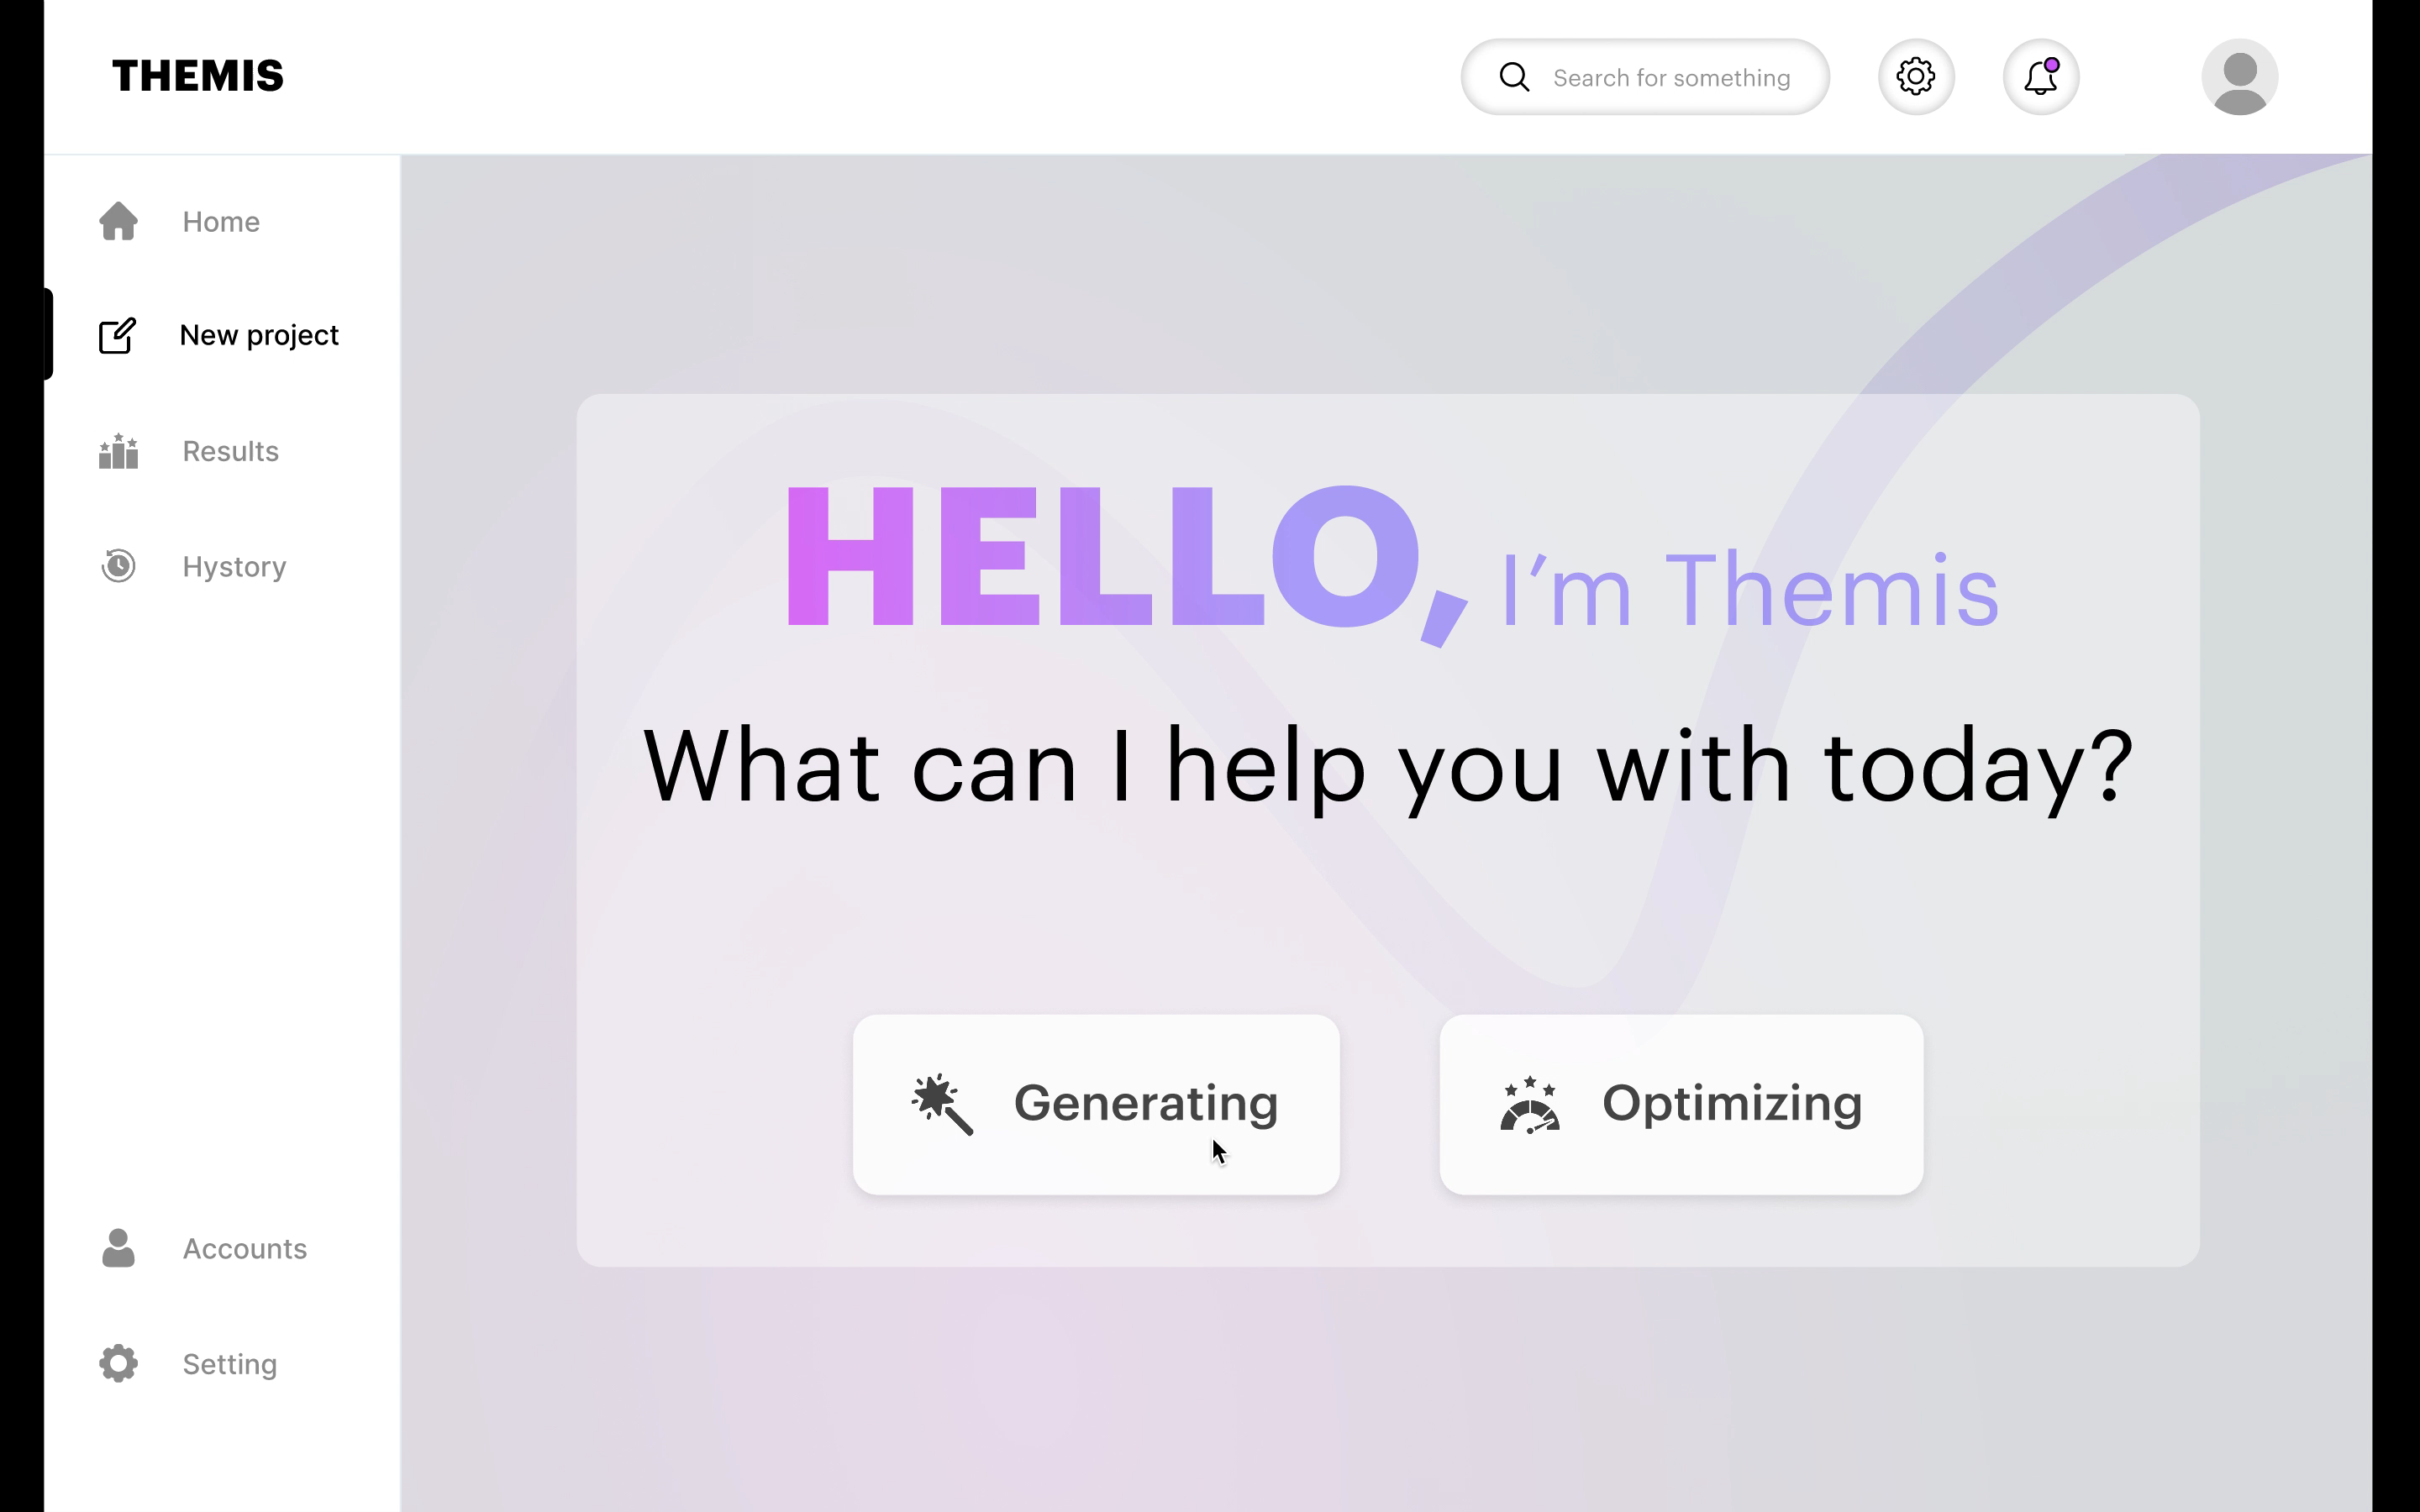 THEMIS
Search for something
Home
New project
Results
Hystory
HELLO, I'm Themis
What can I help you with today?
Generating
Optimizing
Accounts
Setting